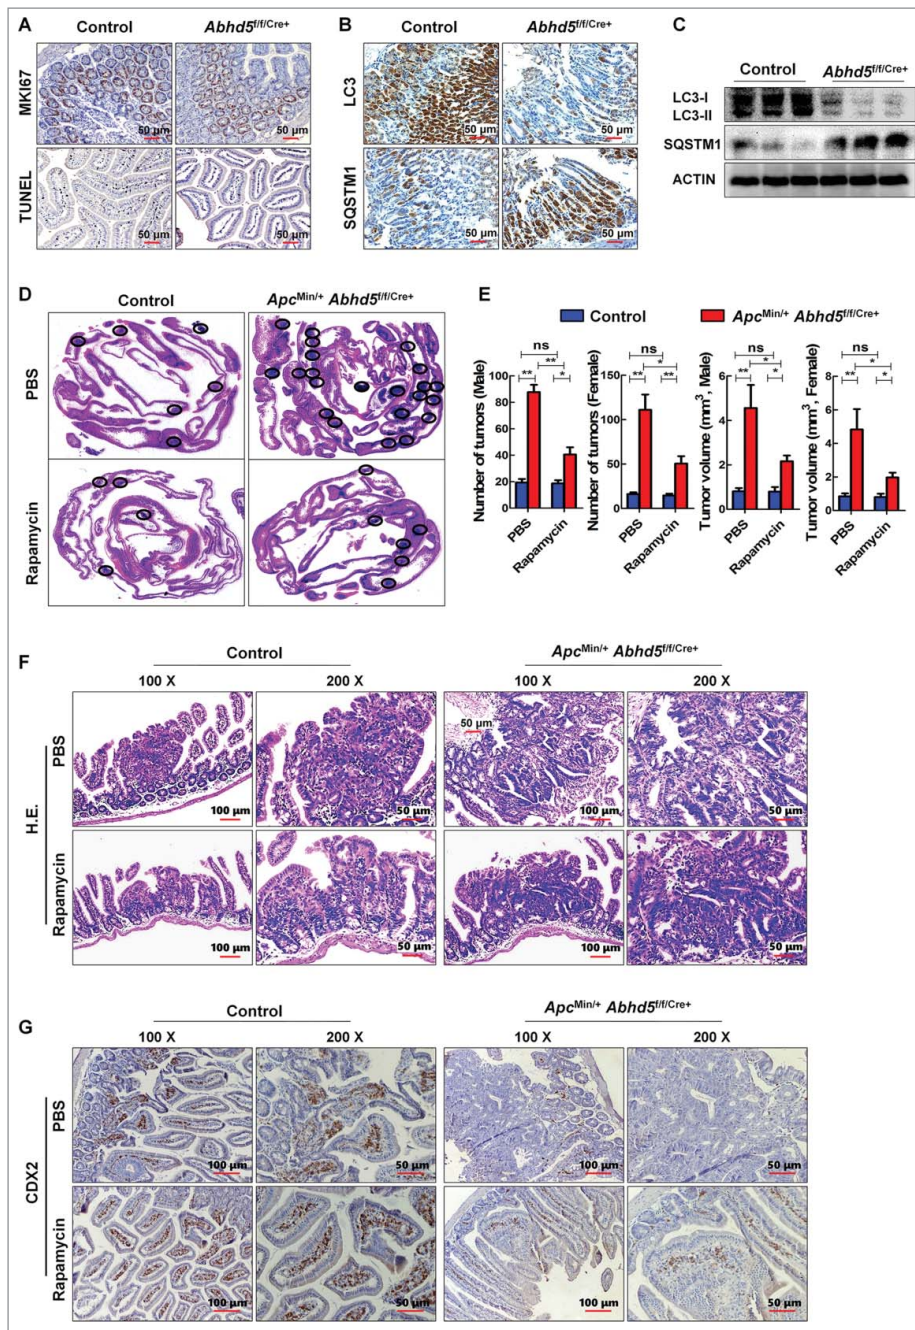 A
Control
Abhd5f/f/Cre+
MKI67
50 µm
50 µm
TUNEL
50 µm
50 µm
B
Control
Abhd5f/f/Cre+
LC3
50 µm
50 µm
SQSTM1
50 µm
50 µm
C
Control
Abhd5f/f/Cre+
LC3-I
LC3-II
SQSTM1
ACTIN
D
Control
ApcMin/+ Abhd5f/f/Cre+
PBS
Rapamycin
E
Control
ApcMin/+ Abhd5f/f/Cre+
Number of tumors (Male)
100
80
60
40
20
0
ns
**
**
*
PBS
Rapamycin
Number of tumors (Female)
150
100
50
0
ns
*
**
**
PBS
Rapamycin
Tumor volume (mm³, Male)
6
4
2
0
ns
*
**
*
PBS
Rapamycin
Tumor volume (mm³, Female)
8
6
4
2
0
ns
*
**
*
PBS
Rapamycin
F
Control
ApcMin/+ Abhd5f/f/Cre+
100 X
200 X
100 X
200 X
H.E.
PBS
100 µm
50 µm
50 µm
100 µm
50 µm
Rapamycin
100 µm
50 µm
100 µm
50 µm
G
Control
ApcMin/+ Abhd5f/f/Cre+
100 X
200 X
100 X
200 X
CDX2
PBS
100 µm
50 µm
100 µm
50 µm
Rapamycin
100 µm
50 µm
100 µm
50 µm